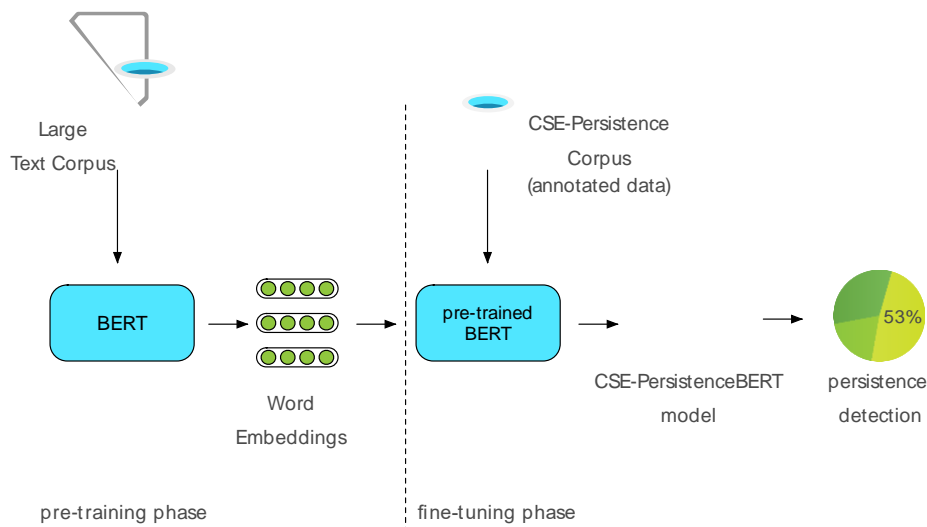 Large
Text Corpus
CSE-Persistence
Corpus
(annotated data)
BERT
pre-trained
BERT
53%
CSE-PersistenceBERT
model
persistence
detection
Word
Embeddings
pre-training phase
fine-tuning phase